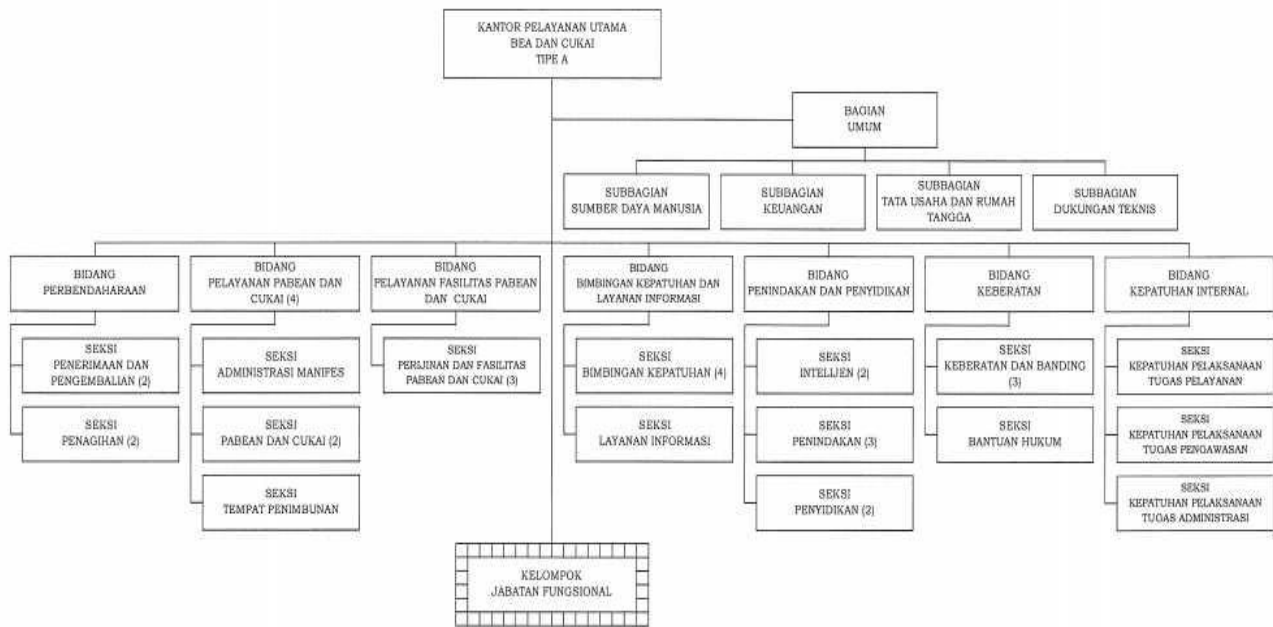 KANTOR PELAYANAN UTAMA
BEA DAN CUKAI
TIPE A
BAGIAN
UMUM
SUBBAGIAN
SUMBER DAYA MANUSIA
SUBBAGIAN
KEUANGAN
SUBBAGIAN
TATA USAHA DAN RUMAH
TANGGA
SUBBAGIAN
DUKUNGAN TEKNIS
BIDANG
PERBENDAHARAAN
BIDANG
PELAYANAN PABEAN DAN
CUKAI (4)
BIDANG
PELAYANAN FASILITAS PABEAN
DAN CUKAI
BIDANG
BIMBINGAN KEPATUHAN DAN
LAYANAN INFORMASI
BIDANG
PENINDAKAN DAN PENYIDIKAN
BIDANG
KEBERATAN
BIDANG
KEPATUHAN INTERNAL
SEKSI
PENERIMAAN DAN
PENGEMBALIAN (2)
SEKSI
PENAGIHAN (2)
SEKSI
ADMINISTRASI MANIFES
SEKSI
PABEAN DAN CUKAI (2)
SEKSI
TEMPAT PENIMBUNAN
SEKSI
PERIJINAN DAN FASILITAS
PABEAN DAN CUKAI (3)
SEKSI
BIMBINGAN KEPATUHAN (4)
SEKSI
LAYANAN INFORMASI
SEKSI
INTELIJEN (2)
SEKSI
PENINDAKAN (3)
SEKSI
PENYIDIKAN (2)
SEKSI
KEBERATAN DAN BANDING
(3)
SEKSI
BANTUAN HUKUM
SEKSI
KEPATUHAN PELAKSANAAN
TUGAS PELAYANAN
SEKSI
KEPATUHAN PELAKSANAAN
TUGAS PENGAWASAN
SEKSI
KEPATUHAN PELAKSANAAN
TUGAS ADMINISTRASI
KELOMPOK
JABATAN FUNGSIONAL